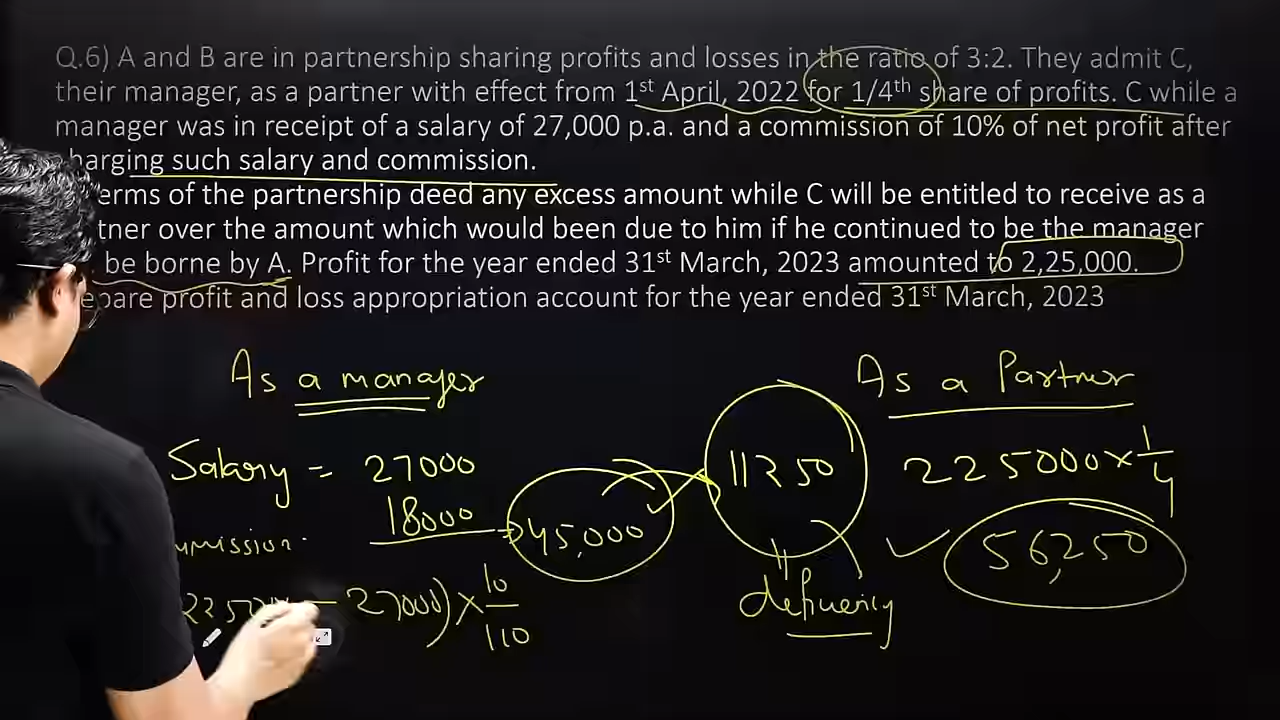 Q.6) A and B are in partnership sharing profits and losses in the ratio of 3:2. They admit C,
their manager, as a partner with effect from 1st April, 2022 for 1/4th share of profits. C while a
manager was in receipt of a salary of 27,000 p.a. and a commission of 10% of net profit after
harging such salary and commission.
erms of the partnership deed any excess amount while C will be entitled to receive as a
tner over the amount which would been due to him if he continued to be the manager
be borne by A. Profit for the year ended 31st March, 2023 amounted to 2,25,000.
epare profit and loss appropriation account for the year ended 31st March, 2023
As a manager As a Partner
Salary = 27000 11250 225000 x 1/4
18000
mmission 45,000 56,250
27000) x 10/110 deficiency